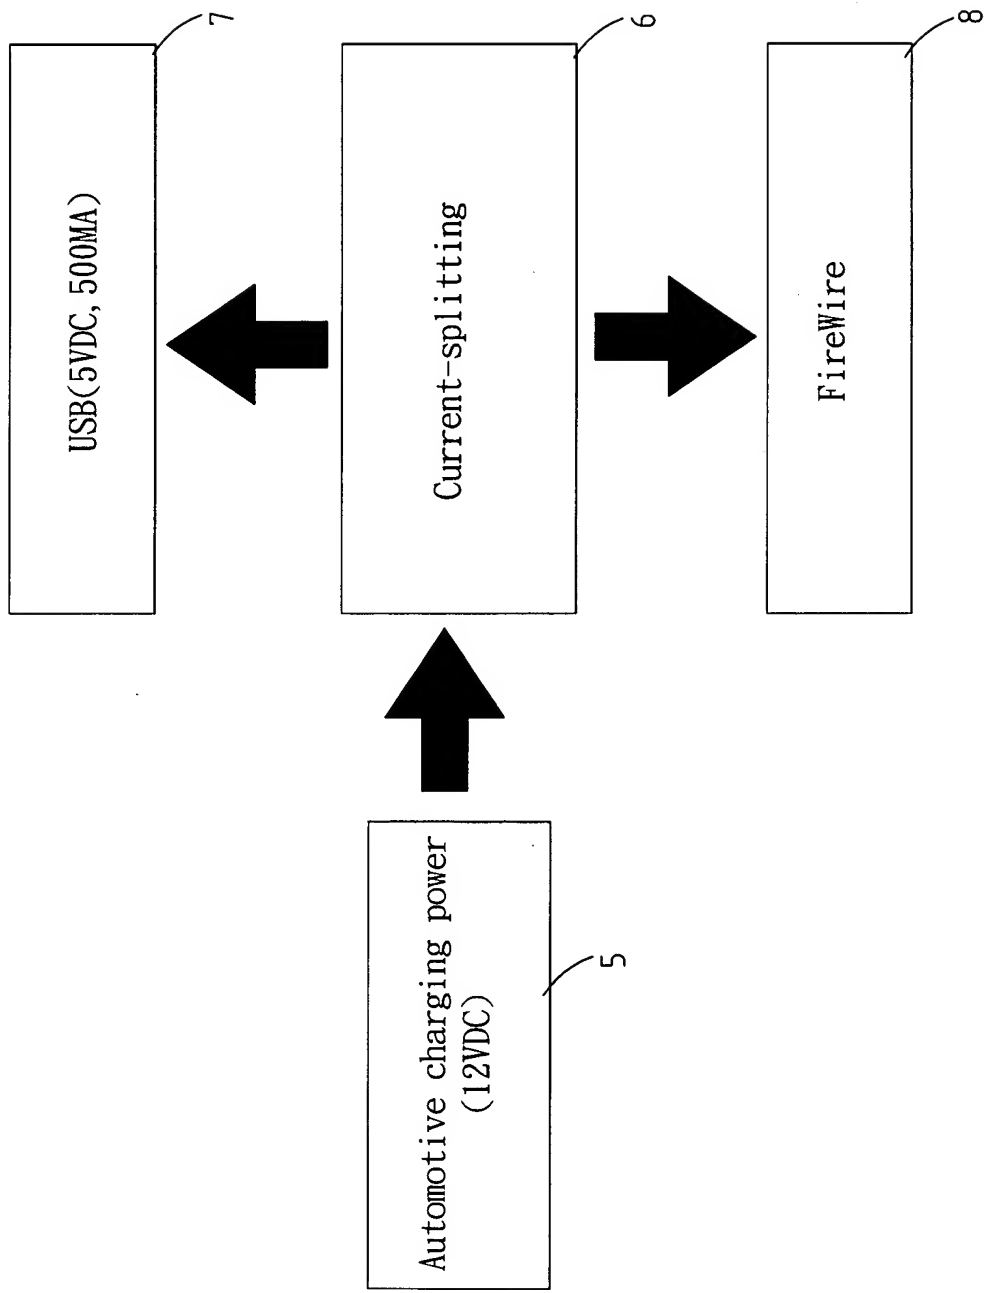 USB(5VDC, 500MA)
7
Automotive charging power
(12VDC)
5
Current-splitting
6
FireWire
8